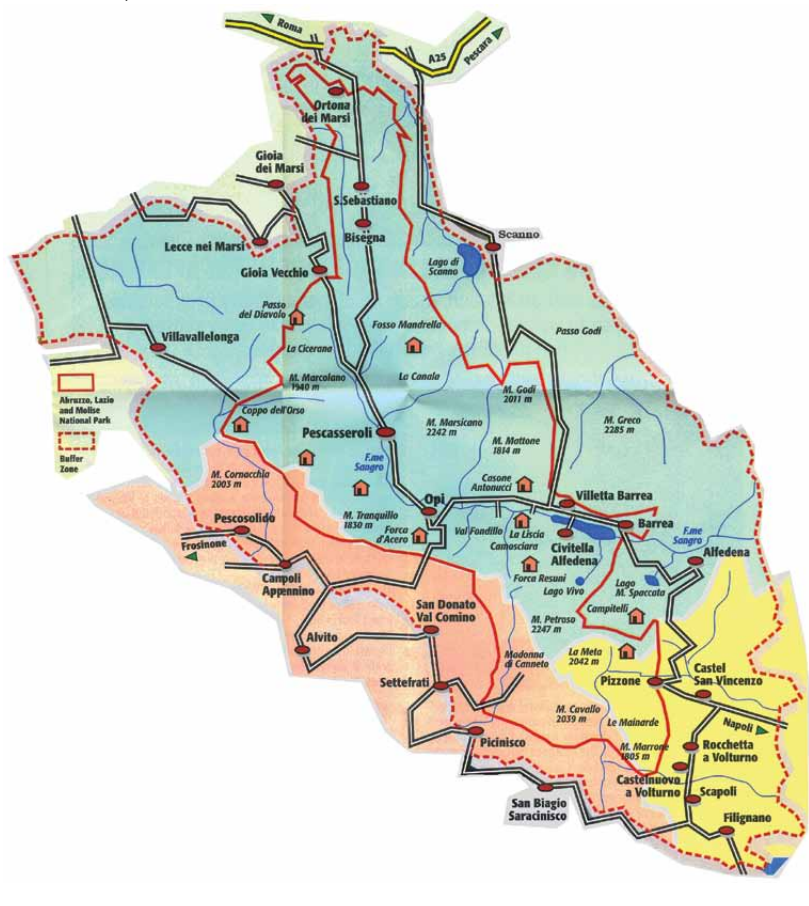 Roma
A25
Pescara
Ortona
dei Marsi
Gioia
dei Marsi
S.Sebastiano
Bisegna
Scanno
Lecce nei Marsi
Gioia Vecchio
Lago di
Scanno
Passo
del Diavolo
Fosso Mandrella
Passo Godi
Villavallelonga
La Cicerana
M. Marcolano
1940 m
La Canala
M. Godi
2011 m
Abruzzo, Lazio
and Molise
National Park
Coppo dell'Orso
Pescasseroli
M. Marsicano
2242 m
M. Mattone
1814 m
M. Greco
2285 m
Buffer
Zone
M. Cornacchia
2003 m
F.me
Sangro
Casone
Antonucci
Villetta Barrea
Opi
M. Tranquillo
1830 m
Pescosolido
Forca
d'Acero
Val Fondillo
La Liscia
Camosciara
Civitella
Alfedena
Barrea
F.me
Sangro
Alfedena
Frosinone
Campoli
Appennino
Forca Resuni
Lago Vivo
Lago
M. Spaccata
Campitelli
San Donato
Val Comino
M. Petroso
2247 m
Alvito
Madonna
di Canneto
La Meta
2042 m
Castel
San Vincenzo
Settefrati
Pizzone
M. Cavallo
2039 m
Le Mainarde
Napoli
Picinisco
M. Marrone
1805 m
Rocchetta
a Volturno
Castelnuovo
a Volturno
San Biagio
Saracinisco
Scapoli
Filignano